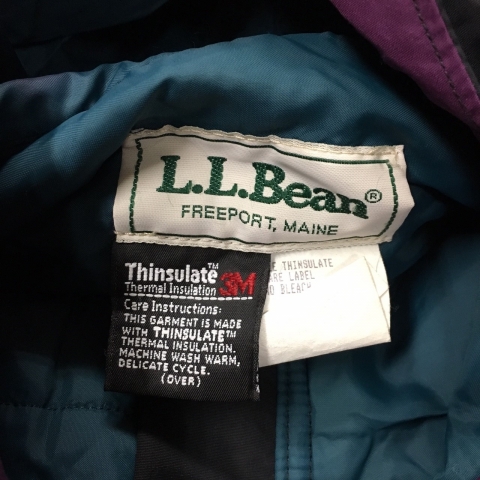 L.L.Bean®
FREEPORT, MAINE
Thinsulate™
Thermal Insulation 3M
Care Instructions:
THIS GARMENT IS MADE
WITH THINSULATE™
THERMAL INSULATION.
MACHINE WASH WARM,
DELICATE CYCLE.
(OVER)
THINSULATE
LABEL